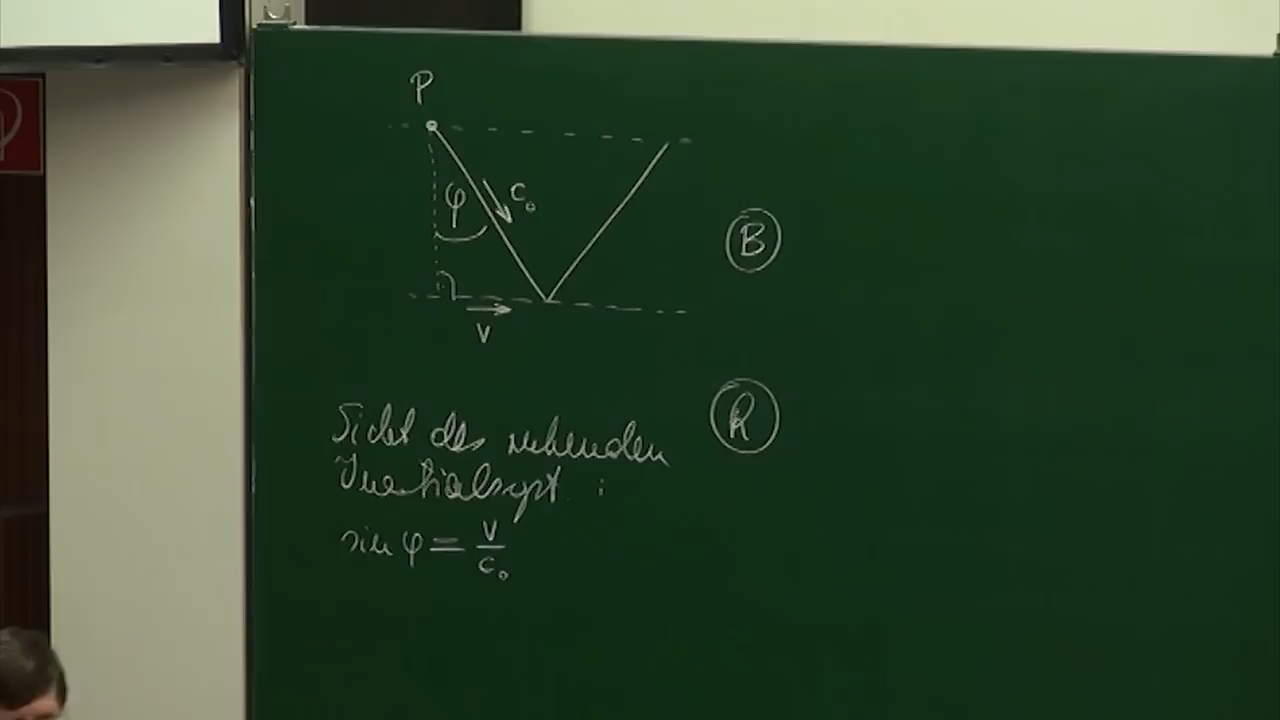 P
φ
c₀
B
v
R
Sicht des ruhenden
Inertialsyst. :
sin φ = v/c₀